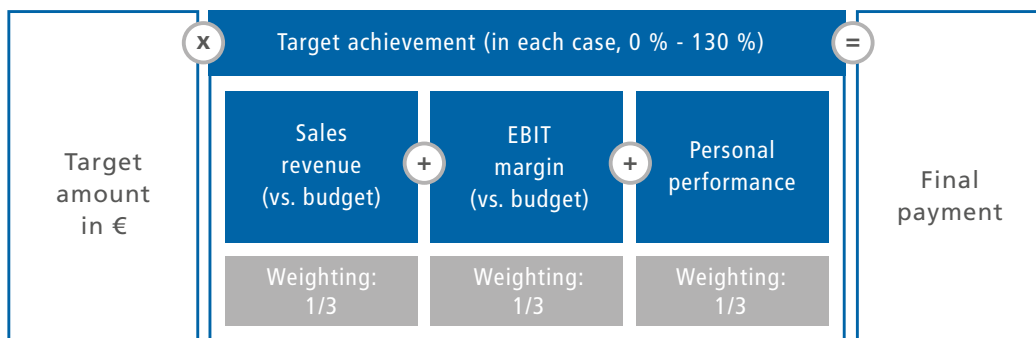 Target
amount
in €
x
Target achievement (in each case, 0 % - 130 %)
=
Sales
revenue
(vs. budget)
+
EBIT
margin
(vs. budget)
+
Personal
performance
Weighting:
1/3
Weighting:
1/3
Weighting:
1/3
Final
payment